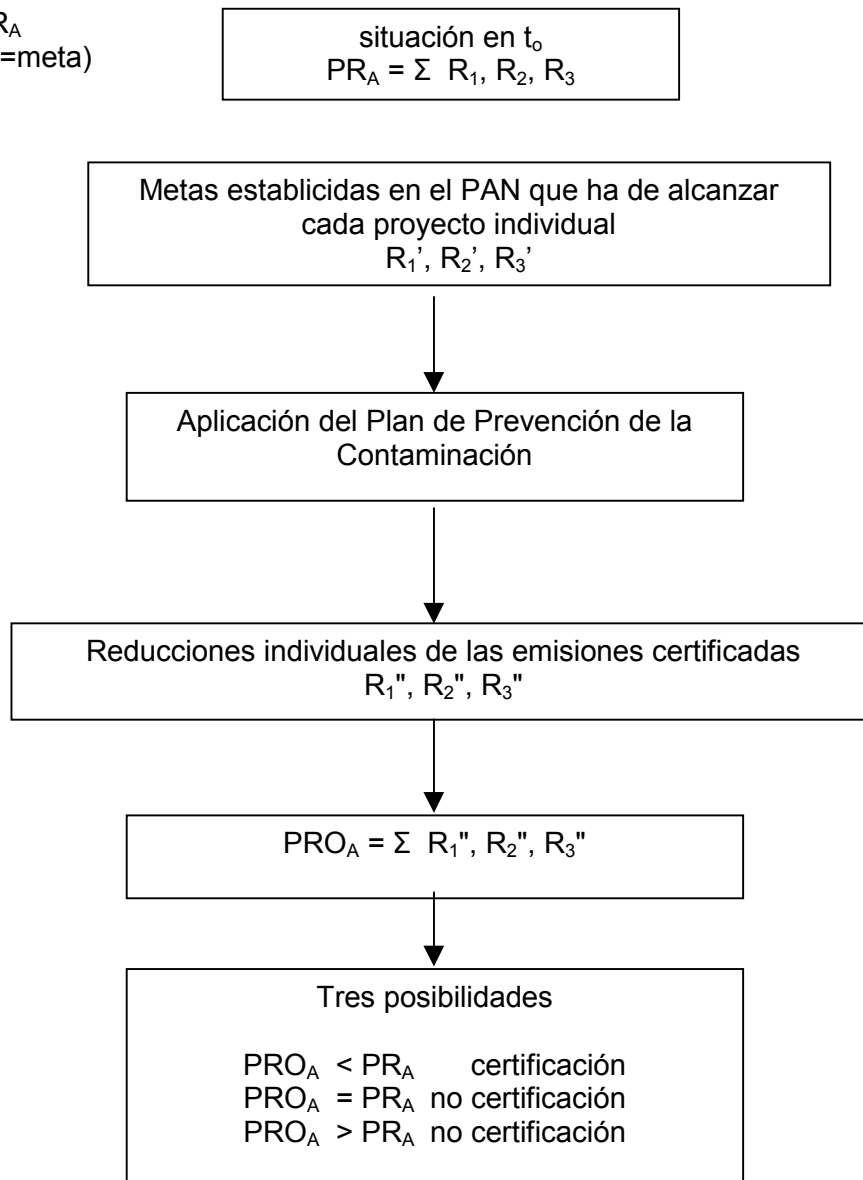 R_A
=meta)
situación en t_o
PR_A = Σ R_1, R_2, R_3
Metas establicidas en el PAN que ha de alcanzar
cada proyecto individual
R_1’, R_2’, R_3’
Aplicación del Plan de Prevención de la
Contaminación
Reducciones individuales de las emisiones certificadas
R_1", R_2", R_3"
PRO_A = Σ R_1", R_2", R_3"
Tres posibilidades
PRO_A < PR_A certificación
PRO_A = PR_A no certificación
PRO_A > PR_A no certificación